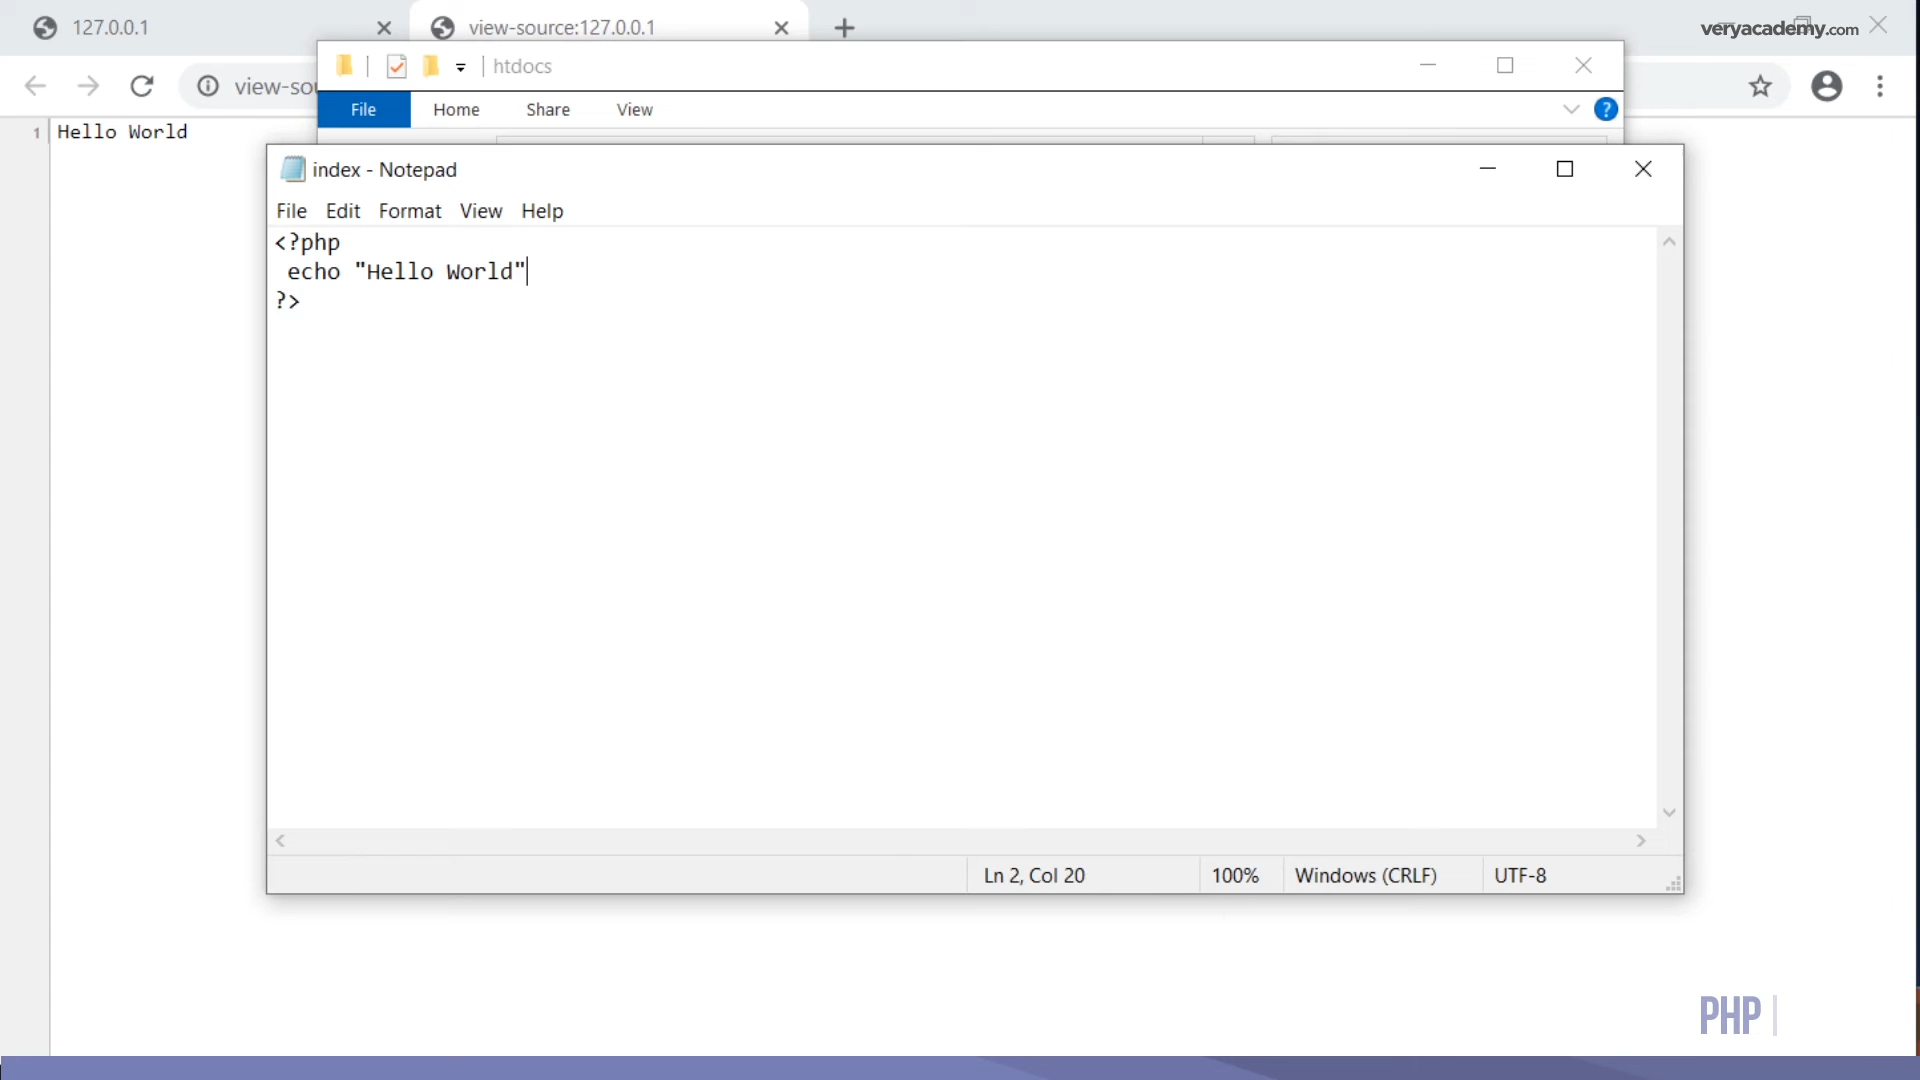 127.0.0.1
view-source:127.0.0.1
veryacademy.com
htdocs
view-sou
File Home Share View
1 Hello World
index - Notepad
File Edit Format View Help
<?php
echo "Hello World"
?>
Ln 2, Col 20 100% Windows (CRLF) UTF-8
PHP